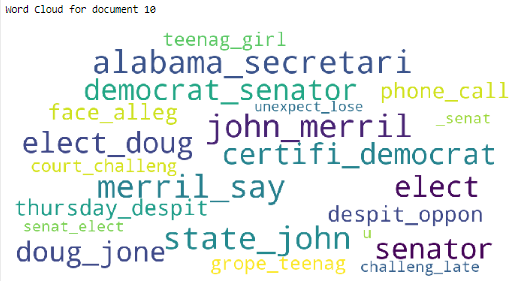 Word Cloud for document 10
teenag_girl
alabama_secretari
democrat_senator
phone_call
face_alleg
unexpect_lose
john_merril
_senat
elect_doug
certifi_democrat
court_challeng
merril_say
elect
thursday_despit
despit_oppon
senat_elect
state_john
u
senator
doug_jone
grope_teenag
challeng_late